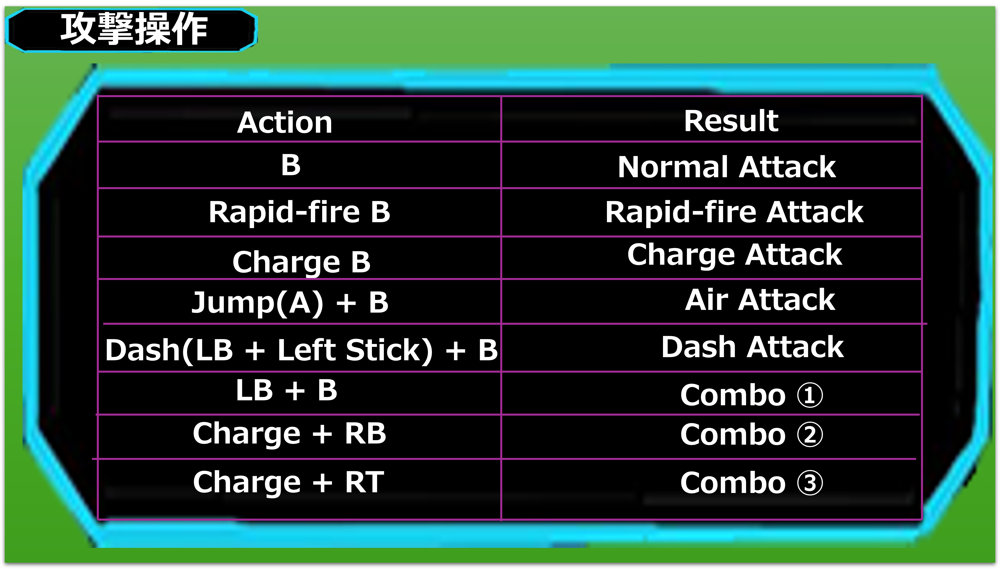 攻撃操作
Action Result
B Normal Attack
Rapid-fire B Rapid-fire Attack
Charge B Charge Attack
Jump(A) + B Air Attack
Dash(LB + Left Stick) + B Dash Attack
LB + B Combo ①
Charge + RB Combo ②
Charge + RT Combo ③